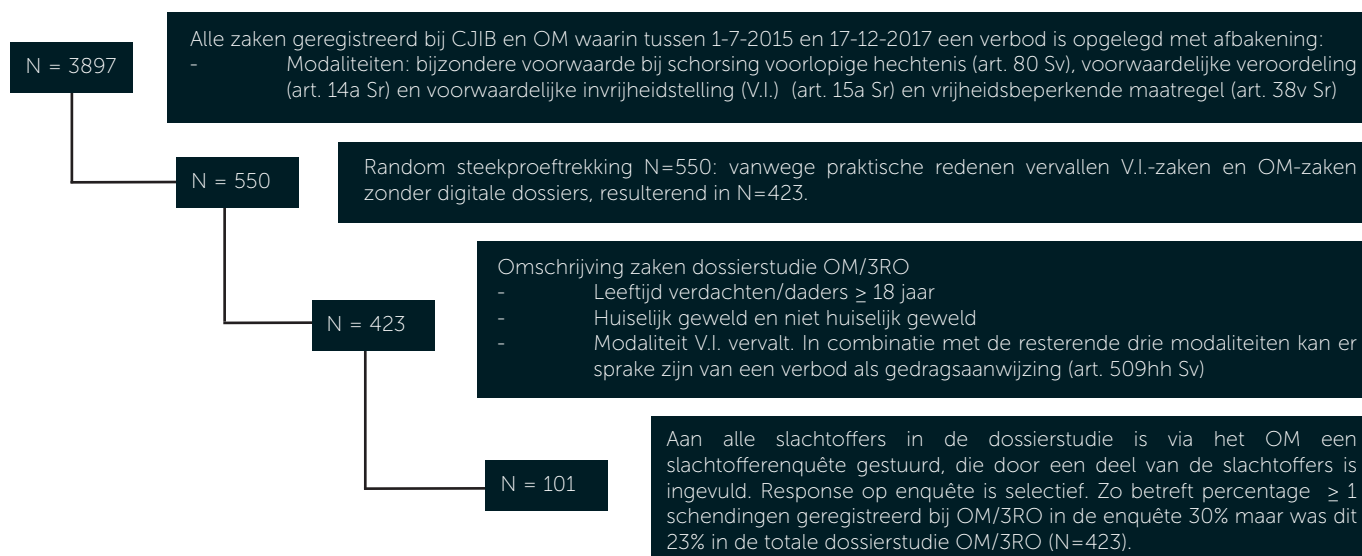 N = 3897
Alle zaken geregistreerd bij CJIB en OM waarin tussen 1-7-2015 en 17-12-2017 een verbod is opgelegd met afbakening:
- Modaliteiten: bijzondere voorwaarde bij schorsing voorlopige hechtenis (art. 80 Sv), voorwaardelijke veroordeling
(art. 14a Sr) en voorwaardelijke invrijheidstelling (V.I.) (art. 15a Sr) en vrijheidsbeperkende maatregel (art. 38v Sr)
N = 550
Random steekproeftrekking N=550: vanwege praktische redenen vervallen V.I.-zaken en OM-zaken
zonder digitale dossiers, resulterend in N=423.
N = 423
Omschrijving zaken dossierstudie OM/3RO
- Leeftijd verdachten/daders ≥ 18 jaar
- Huiselijk geweld en niet huiselijk geweld
- Modaliteit V.I. vervalt. In combinatie met de resterende drie modaliteiten kan er
sprake zijn van een verbod als gedragsaanwijzing (art. 509hh Sv)
N = 101
Aan alle slachtoffers in de dossierstudie is via het OM een
slachtofferenquête gestuurd, die door een deel van de slachtoffers is
ingevuld. Response op enquête is selectief. Zo betreft percentage ≥ 1
schendingen geregistreerd bij OM/3RO in de enquête 30% maar was dit
23% in de totale dossierstudie OM/3RO (N=423).